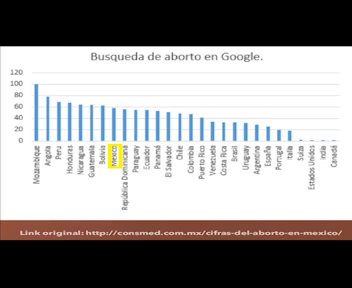 Busqueda de aborto en Google.
120
100
80
60
40
20
0
Mozambique
Angola
Peru
Honduras
Nicaragua
Guatemala
Bolivia
Mexico
República Dominicana
Paraguay
Ecuador
Panamá
El Salvador
Chile
Colombia
Puerto Rico
Venezuela
Costa Rica
Brasil
Uruguay
Argentina
España
Portugal
Italia
Suiza
Estados Unidos
India
Canadá
Link original: http://consmed.com.mx/cifras-del-aborto-en-mexico/